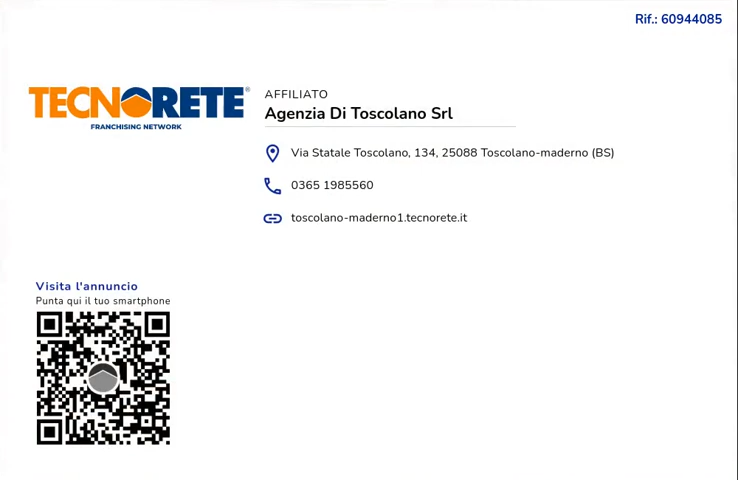 Rif.: 60944085
TECNORETE®
FRANCHISING NETWORK
AFFILIATO
Agenzia Di Toscolano Srl
Via Statale Toscolano, 134, 25088 Toscolano-maderno (BS)
0365 1985560
toscolano-maderno1.tecnorete.it
Visita l'annuncio
Punta qui il tuo smartphone